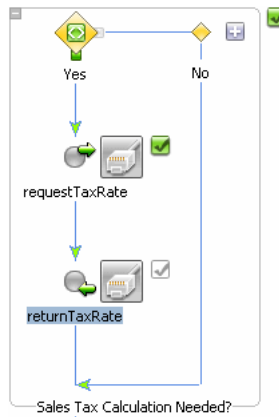 Yes No
requestTaxRate
returnTaxRate
Sales Tax Calculation Needed?